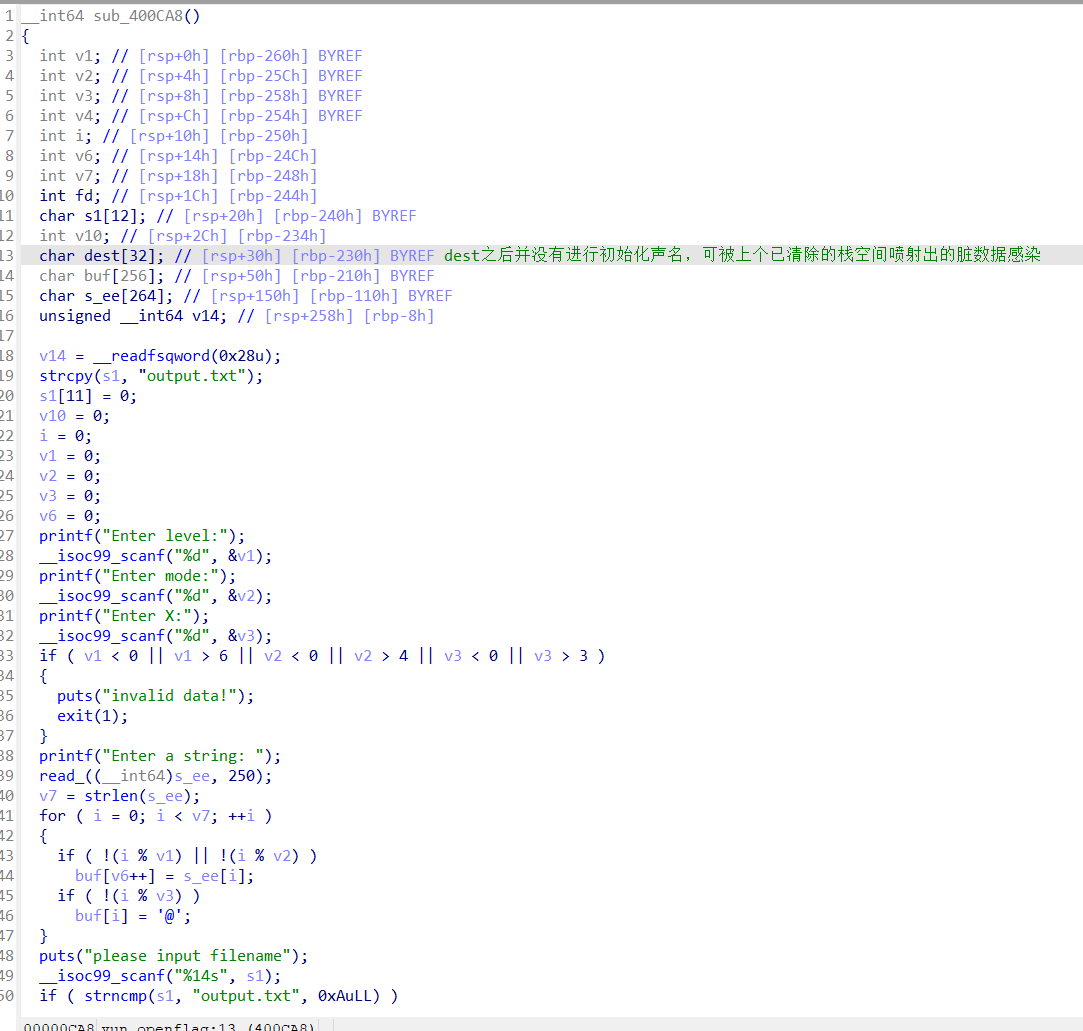 1 __int64 sub_400CA8()
2 {
3 int v1; // [rsp+0h] [rbp-260h] BYREF
4 int v2; // [rsp+4h] [rbp-25Ch] BYREF
5 int v3; // [rsp+8h] [rbp-258h] BYREF
6 int v4; // [rsp+Ch] [rbp-254h] BYREF
7 int i; // [rsp+10h] [rbp-250h]
8 int v6; // [rsp+14h] [rbp-24Ch]
9 int v7; // [rsp+18h] [rbp-248h]
10 int fd; // [rsp+1Ch] [rbp-244h]
11 char s1[12]; // [rsp+20h] [rbp-240h] BYREF
12 int v10; // [rsp+2Ch] [rbp-234h]
13 char dest[32]; // [rsp+30h] [rbp-230h] BYREF dest之后并没有进行初始化声名，可被上个已清除的栈空间喷射出的脏数据感染
14 char buf[256]; // [rsp+50h] [rbp-210h] BYREF
15 char s_ee[264]; // [rsp+150h] [rbp-110h] BYREF
16 unsigned __int64 v14; // [rsp+258h] [rbp-8h]
17
18 v14 = __readfsqword(0x28u);
19 strcpy(s1, "output.txt");
20 s1[11] = 0;
21 v10 = 0;
22 i = 0;
23 v1 = 0;
24 v2 = 0;
25 v3 = 0;
26 v6 = 0;
27 printf("Enter level:");
28 __isoc99_scanf("%d", &v1);
29 printf("Enter mode:");
30 __isoc99_scanf("%d", &v2);
31 printf("Enter X:");
32 __isoc99_scanf("%d", &v3);
33 if ( v1 < 0 || v1 > 6 || v2 < 0 || v2 > 4 || v3 < 0 || v3 > 3 )
34 {
35 puts("invalid data!");
36 exit(1);
37 }
38 printf("Enter a string: ");
39 read_((__int64)s_ee, 250);
40 v7 = strlen(s_ee);
41 for ( i = 0; i < v7; ++i )
42 {
43 if ( !(i % v1) || !(i % v2) )
44 buf[v6++] = s_ee[i];
45 if ( !(i % v3) )
46 buf[i] = '@';
47 }
48 puts("please input filename");
49 __isoc99_scanf("%14s", s1);
50 if ( strncmp(s1, "output.txt", 0xAuLL) )
00000CA8 yun_openflag:13 (400CA8)